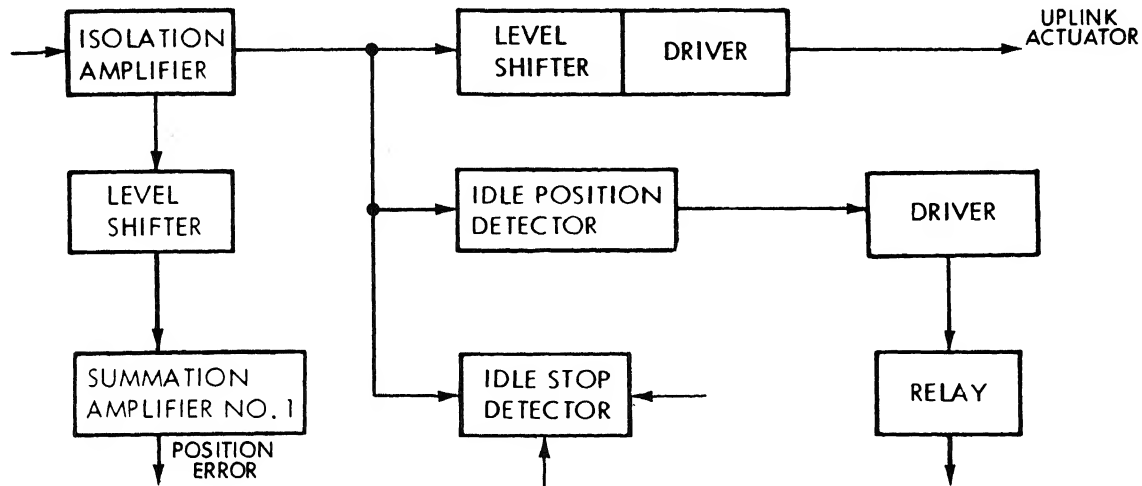 ISOLATION
AMPLIFIER
LEVEL
SHIFTER
DRIVER
UPLINK
ACTUATOR
LEVEL
SHIFTER
IDLE POSITION
DETECTOR
DRIVER
SUMMATION
AMPLIFIER NO. 1
IDLE STOP
DETECTOR
RELAY
POSITION
ERROR